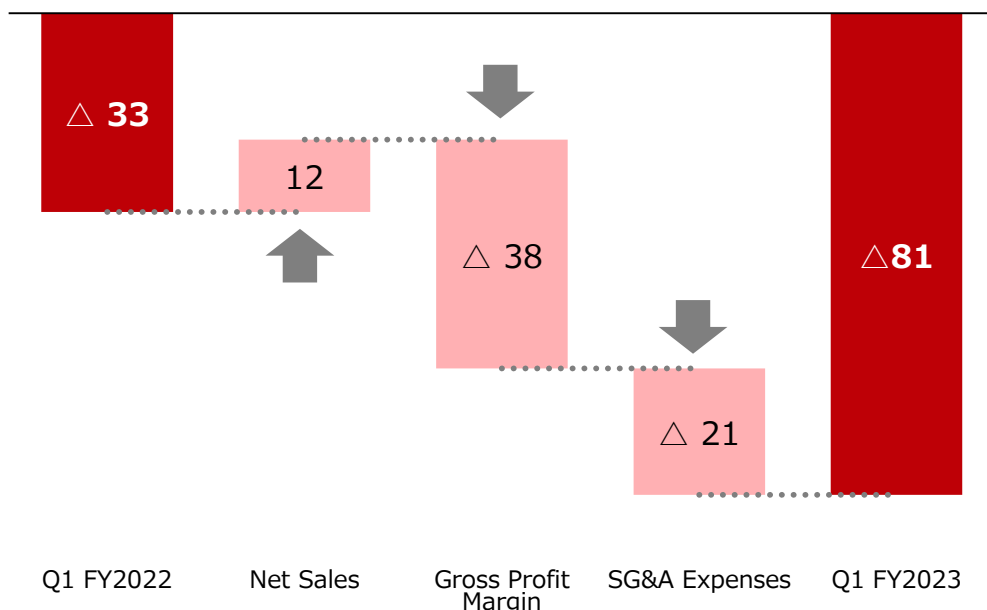 △ 33
12
△ 38
△ 21
△81
Q1 FY2022
Net Sales
Gross Profit
Margin
SG&A Expenses
Q1 FY2023